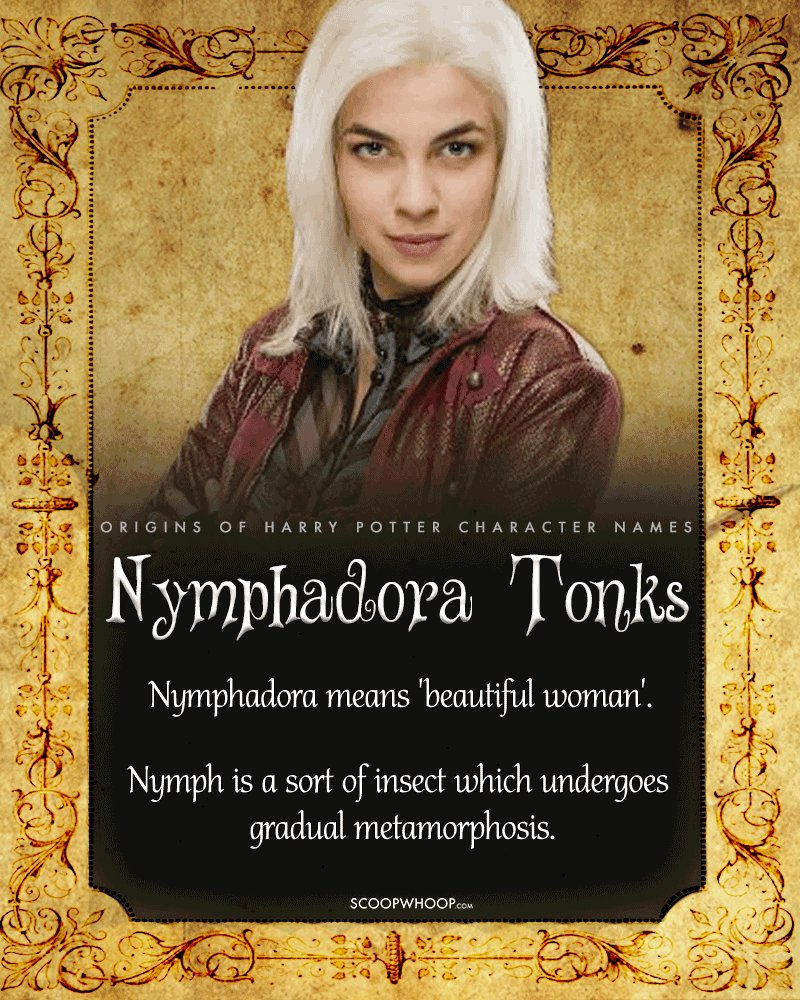 ORIGINS OF HARRY POTTER CHARACTER NAMES
Nymphadora Tonks
Nymphadora means 'beautiful woman'.
Nymph is a sort of insect which undergoes
gradual metamorphosis.
SCOOPWHOOP.COM